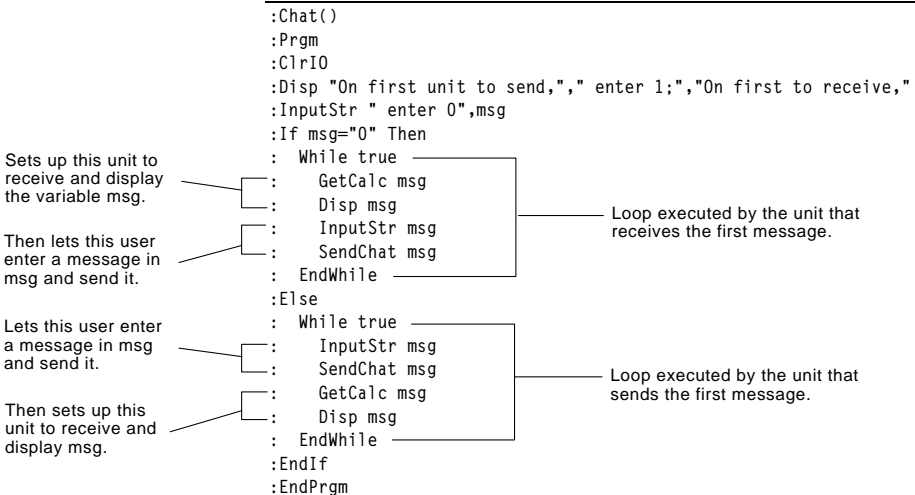 :Chat()
:Prgm
:ClrIO
:Disp "On first unit to send,"," enter 1;","On first to receive,"
:InputStr " enter 0",msg
:If msg="0" Then
:  While true
:    GetCalc msg
:    Disp msg
:    InputStr msg
:    SendChat msg
:  EndWhile
:Else
:  While true
:    InputStr msg
:    SendChat msg
:    GetCalc msg
:    Disp msg
:  EndWhile
:EndIf
:EndPrgm
Sets up this unit to
receive and display
the variable msg.
Then lets this user
enter a message in
msg and send it.
Lets this user enter
a message in msg
and send it.
Then sets up this
unit to receive and
display msg.
Loop executed by the unit that
receives the first message.
Loop executed by the unit that
sends the first message.